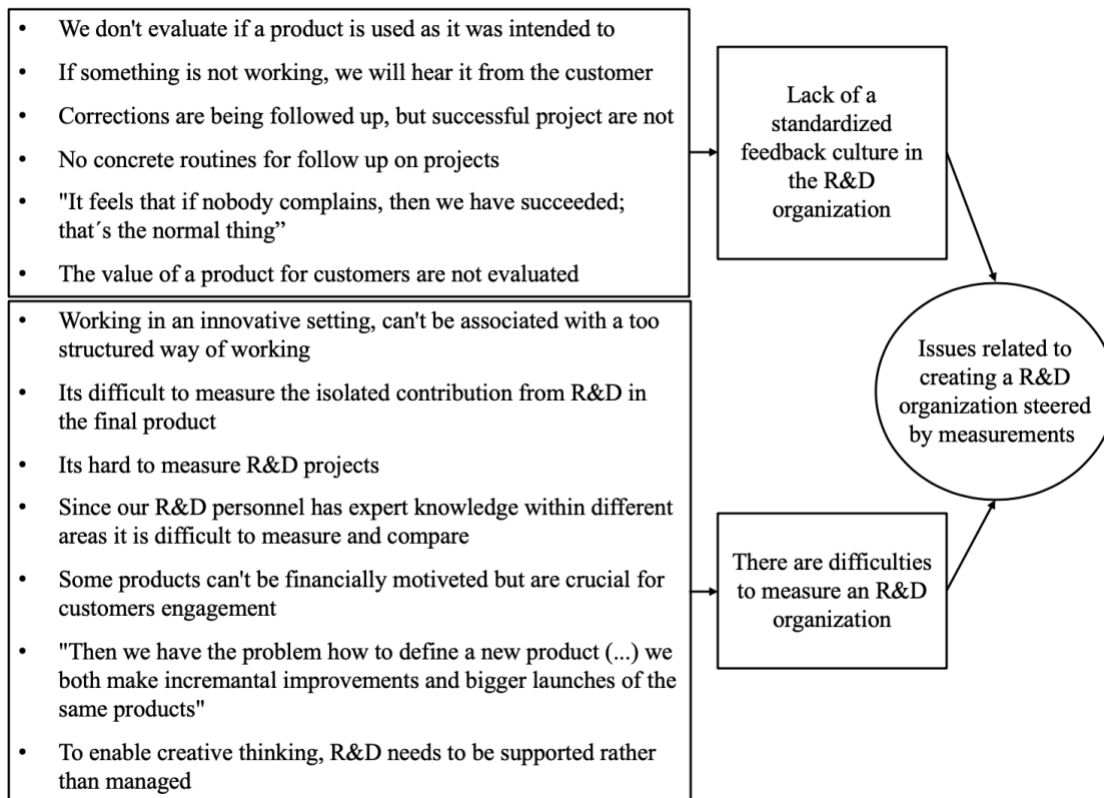 • We don't evaluate if a product is used as it was intended to
• If something is not working, we will hear it from the customer
• Corrections are being followed up, but successful project are not
• No concrete routines for follow up on projects
• "It feels that if nobody complains, then we have succeeded;
that´s the normal thing”
• The value of a product for customers are not evaluated
Lack of a
standardized
feedback culture in
the R&D
organization
• Working in an innovative setting, can't be associated with a too
structured way of working
• Its difficult to measure the isolated contribution from R&D in
the final product
• Its hard to measure R&D projects
• Since our R&D personnel has expert knowledge within different
areas it is difficult to measure and compare
• Some products can't be financially motiveted but are crucial for
customers engagement
• "Then we have the problem how to define a new product (...) we
both make incremantal improvements and bigger launches of the
same products"
• To enable creative thinking, R&D needs to be supported rather
than managed
There are difficulties
to measure an R&D
organization
Issues related to
creating a R&D
organization steered
by measurements